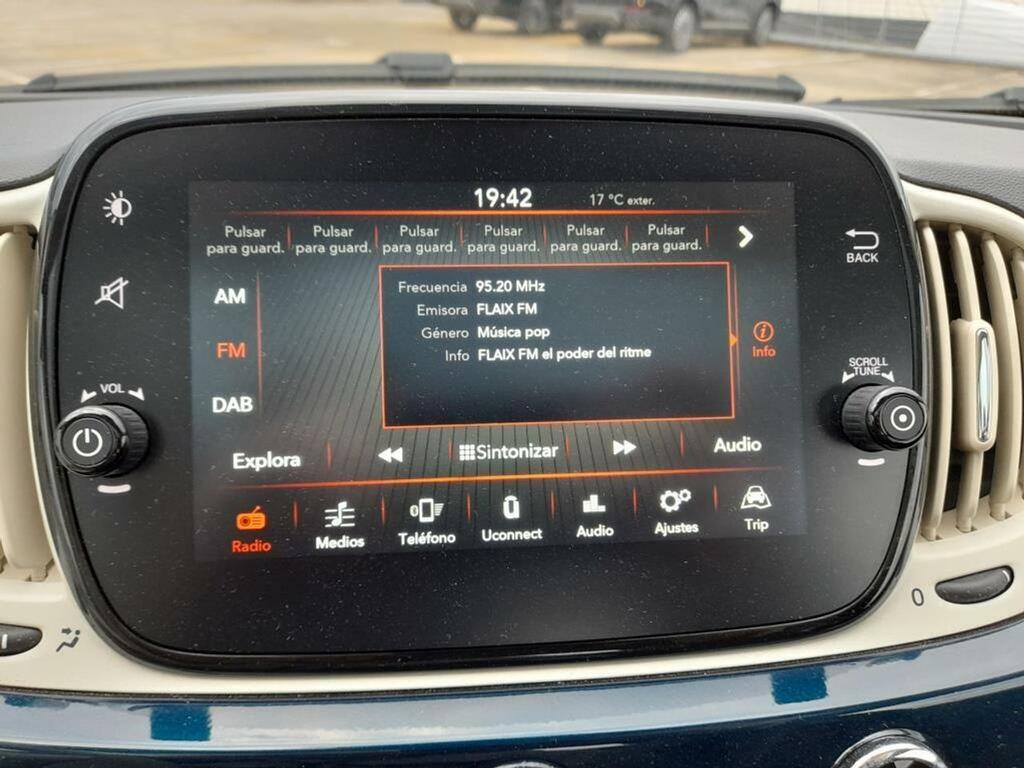 19:42
17 °C exter.
Pulsar para guard.
Pulsar para guard.
Pulsar para guard.
Pulsar para guard.
Pulsar para guard.
Pulsar para guard.
BACK
AM
FM
DAB
Frecuencia 95.20 MHz
Emisora FLAIX FM
Género Música pop
Info FLAIX FM el poder del ritme
i
Info
VOL
SCROLL
TUNE
Explora
Sintonizar
Audio
Radio
Medios
Teléfono
Uconnect
Audio
Ajustes
Trip
0